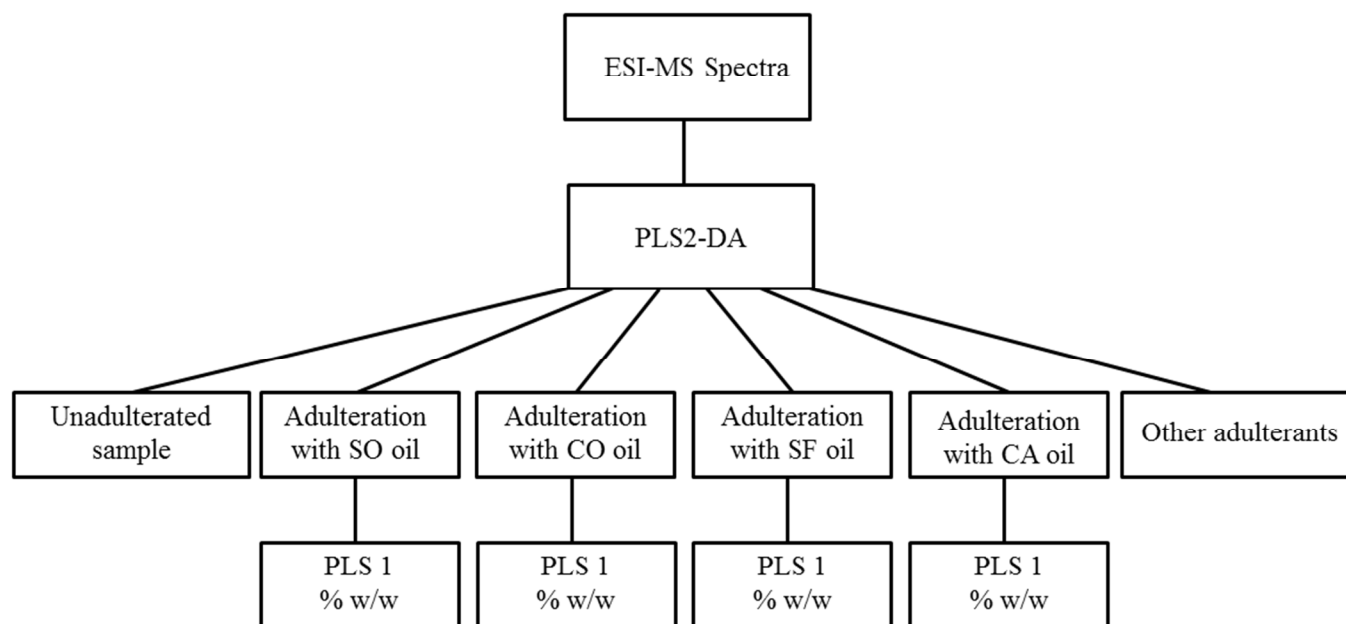 ESI-MS Spectra
PLS2-DA
Unadulterated
sample
Adulteration
with SO oil
Adulteration
with CO oil
Adulteration
with SF oil
Adulteration
with CA oil
Other adulterants
PLS 1
% w/w
PLS 1
% w/w
PLS 1
% w/w
PLS 1
% w/w